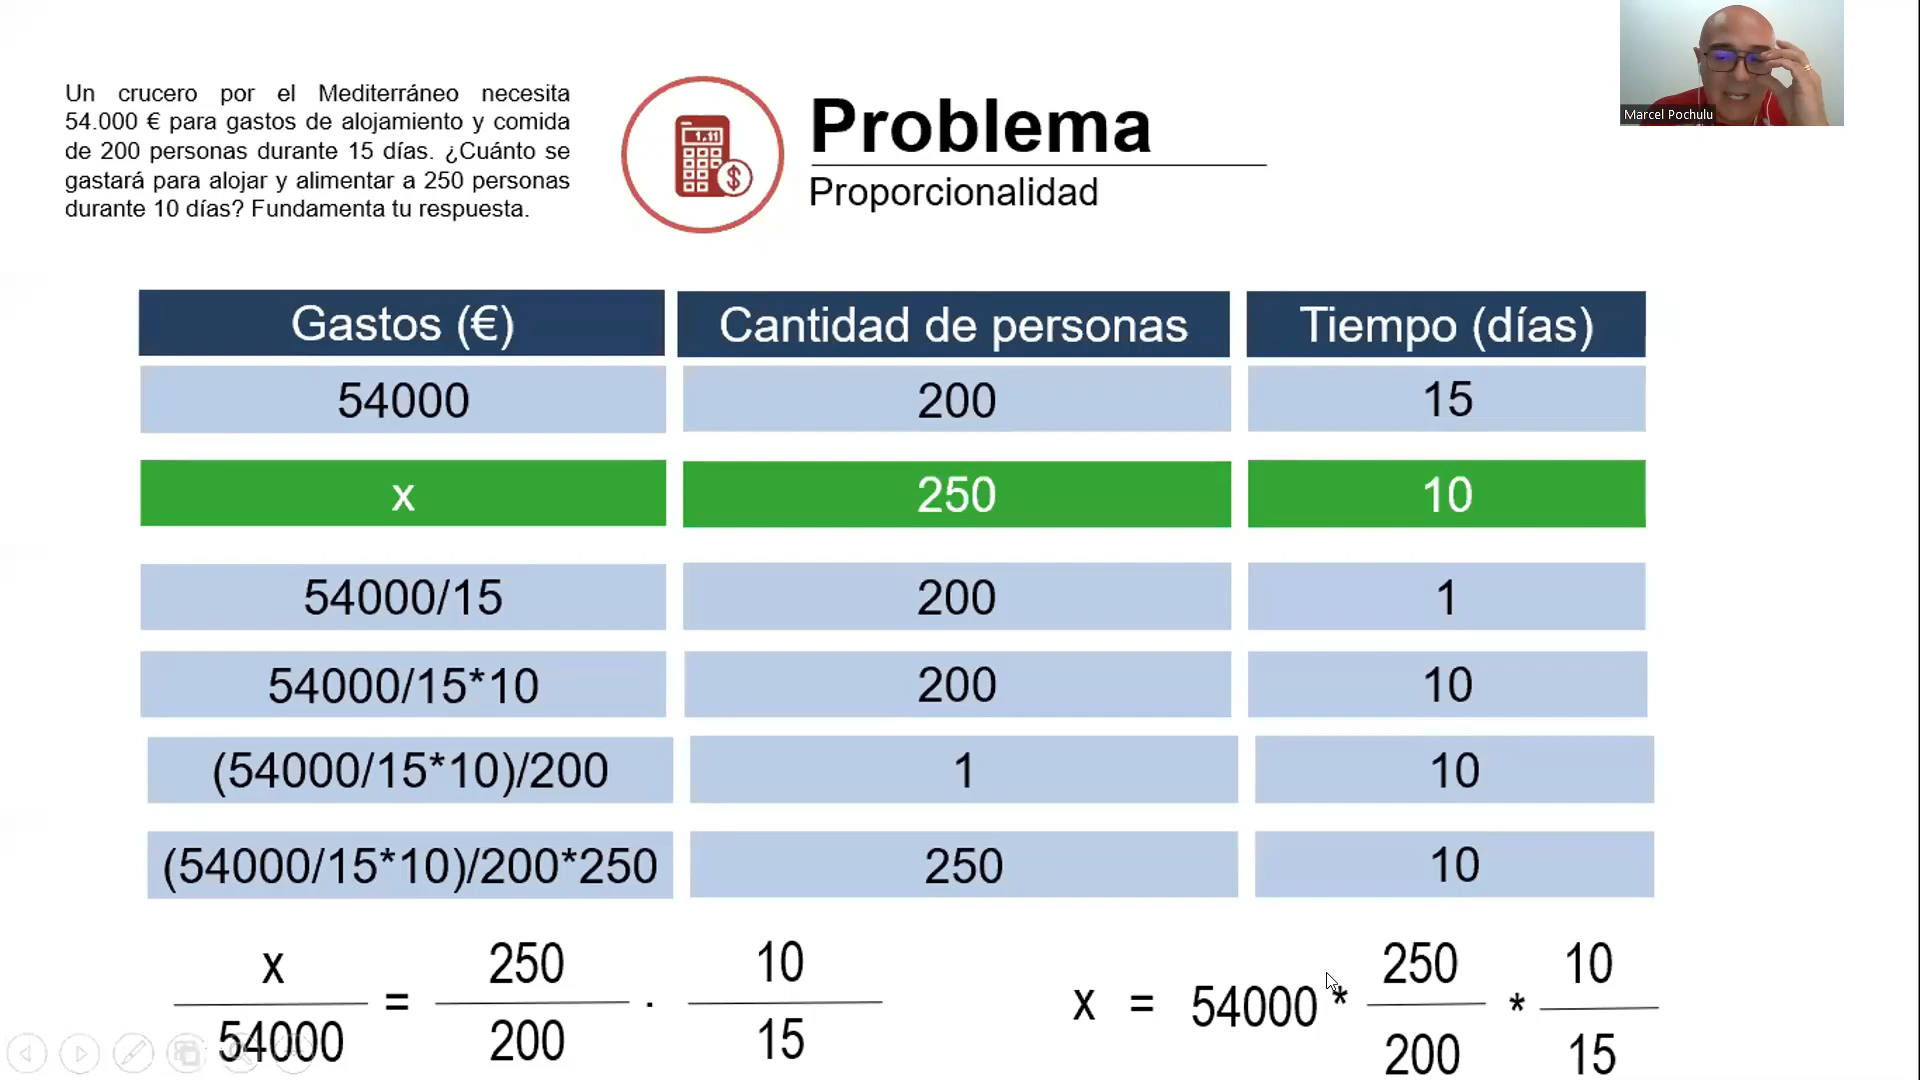 Un crucero por el Mediterráneo necesita
54.000 € para gastos de alojamiento y comida
de 200 personas durante 15 días. ¿Cuánto se
gastará para alojar y alimentar a 250 personas
durante 10 días? Fundamenta tu respuesta.
1.11
$
Problema
Proporcionalidad
Marcel Pochulu
Gastos (€) Cantidad de personas Tiempo (días)
54000 200 15
x 250 10
54000/15 200 1
54000/15*10 200 10
(54000/15*10)/200 1 10
(54000/15*10)/200*250 250 10
x/54000 = 250/200 . 10/15
x = 54000 * 250/200 * 10/15